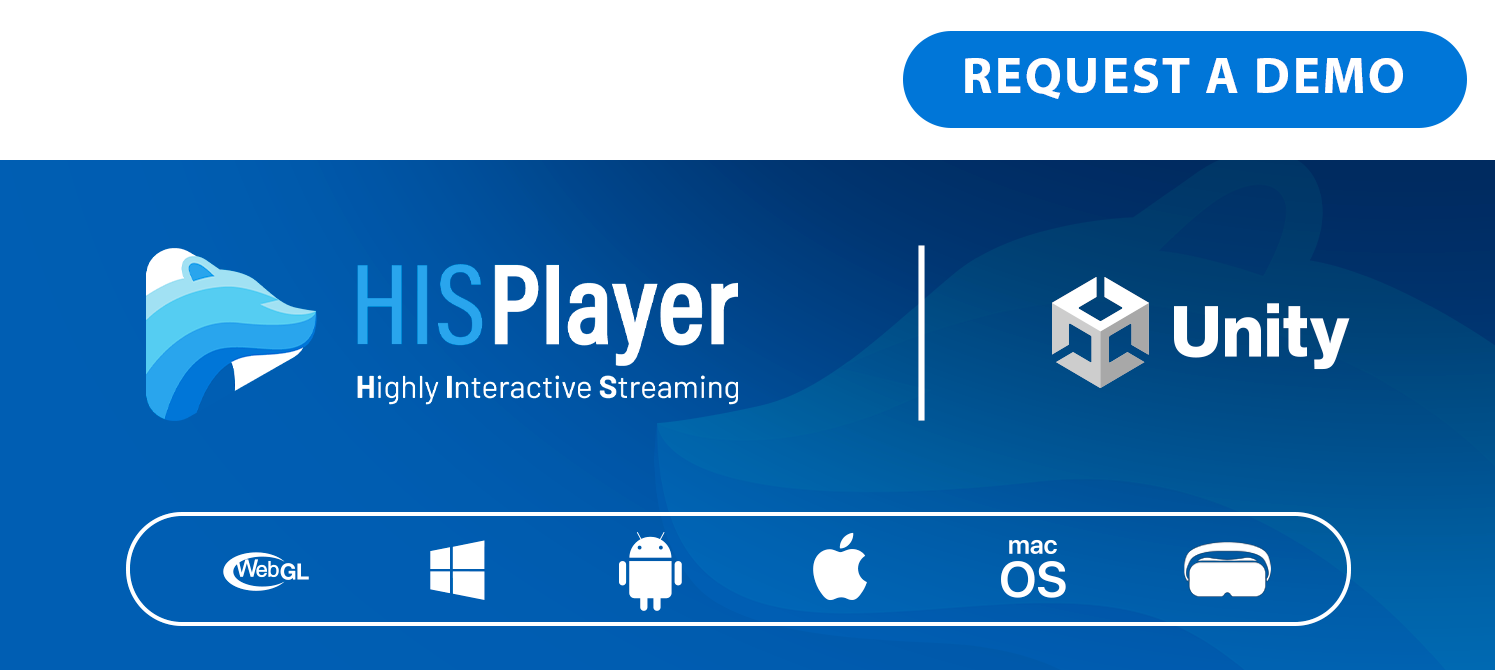 REQUEST A DEMO
HISPlayer
Highly Interactive Streaming
Unity
WebGL
mac
OS